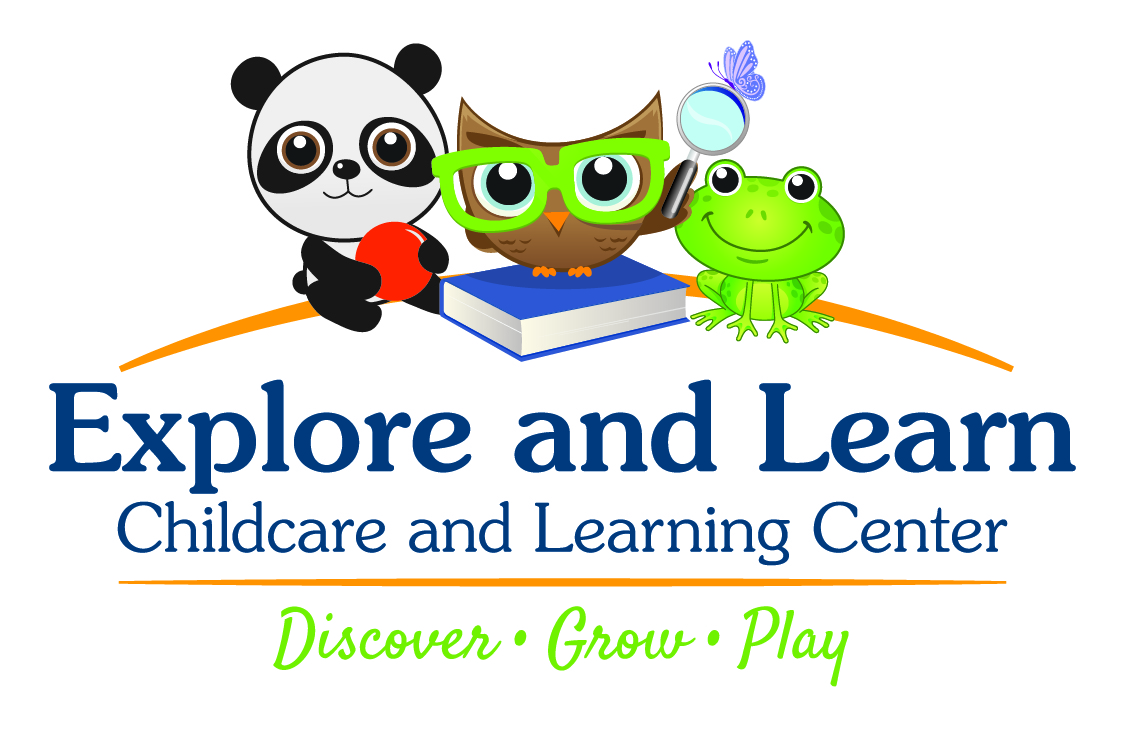 Explore and Learn
Childcare and Learning Center
Discover • Grow • Play